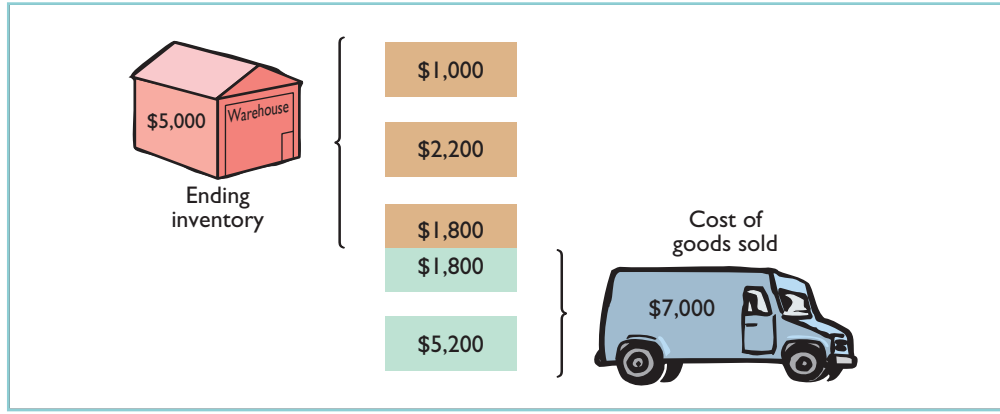 $1,000
$5,000
Warehouse
$2,200
Ending
inventory
$1,800
$1,800
Cost of
goods sold
$7,000
$5,200